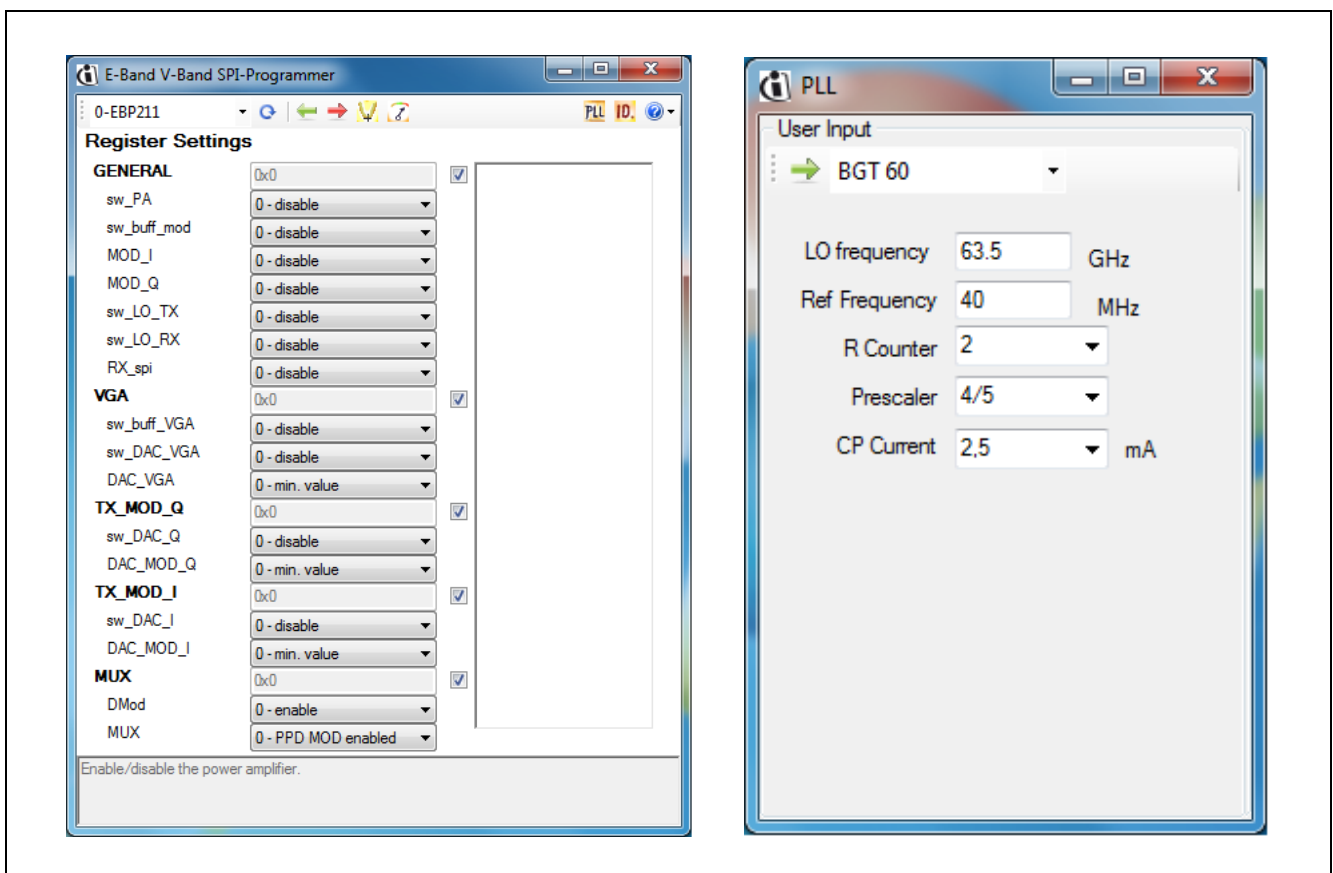 E-Band V-Band SPI-Programmer
0-EBP211 PLL ID.
Register Settings
GENERAL 0x0
sw_PA 0 - disable
sw_buff_mod 0 - disable
MOD_I 0 - disable
MOD_Q 0 - disable
sw_LO_TX 0 - disable
sw_LO_RX 0 - disable
RX_spi 0 - disable
VGA 0x0
sw_buff_VGA 0 - disable
sw_DAC_VGA 0 - disable
DAC_VGA 0 - min. value
TX_MOD_Q 0x0
sw_DAC_Q 0 - disable
DAC_MOD_Q 0 - min. value
TX_MOD_I 0x0
sw_DAC_I 0 - disable
DAC_MOD_I 0 - min. value
MUX 0x0
DMod 0 - enable
MUX 0 - PPD MOD enabled
Enable/disable the power amplifier.
PLL
User Input
BGT 60
LO frequency 63.5 GHz
Ref Frequency 40 MHz
R Counter 2
Prescaler 4/5
CP Current 2,5 mA